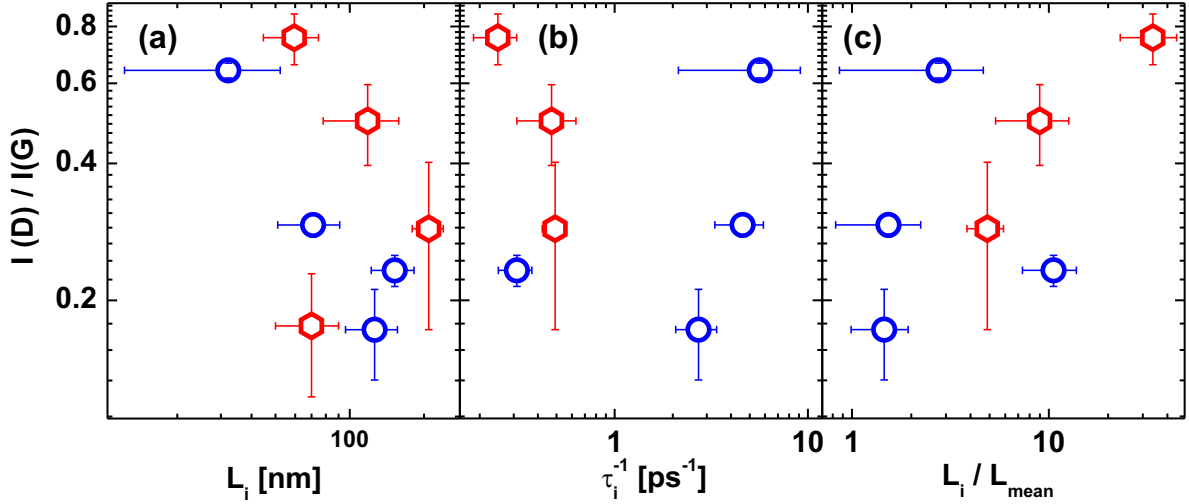 (a) (b) (c)
0.8
0.6
0.4
0.2
I (D) / I(G)
100 1 10 1 10
L_i [nm] τ_i^-1 [ps^-1] L_i / L_mean